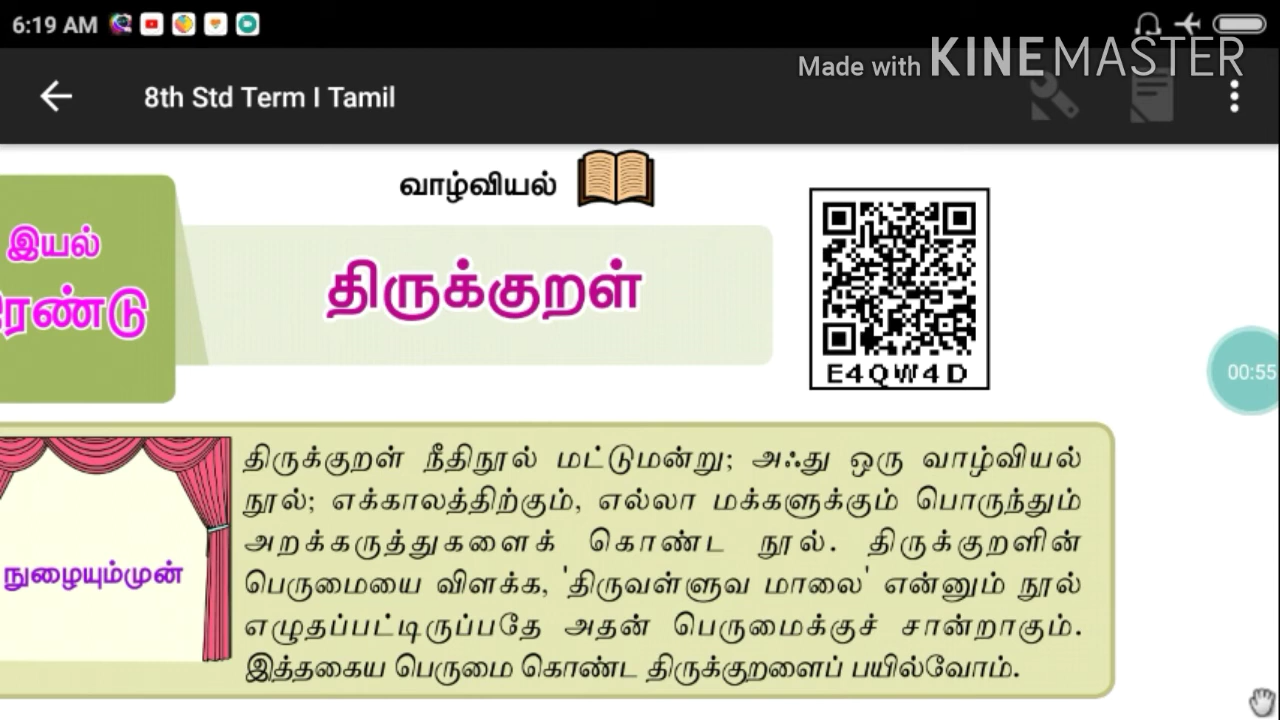 6:19 AM
Made with KINEMASTER
8th Std Term I Tamil
வாழ்வியல்
இயல்
திருக்குறள்
E4QW4D
00:55
திருக்குறள் நீதிநூல் மட்டுமன்று; அஃது ஒரு வாழ்வியல்
நூல்; எக்காலத்திற்கும், எல்லா மக்களுக்கும் பொருந்தும்
அறக்கருத்துகளைக் கொண்ட நூல். திருக்குறளின்
பெருமையை விளக்க, 'திருவள்ளுவ மாலை' என்னும் நூல்
எழுதப்பட்டிருப்பதே அதன் பெருமைக்குச் சான்றாகும்.
இத்தகைய பெருமை கொண்ட திருக்குறளைப் பயில்வோம்.
நுழையும்முன்